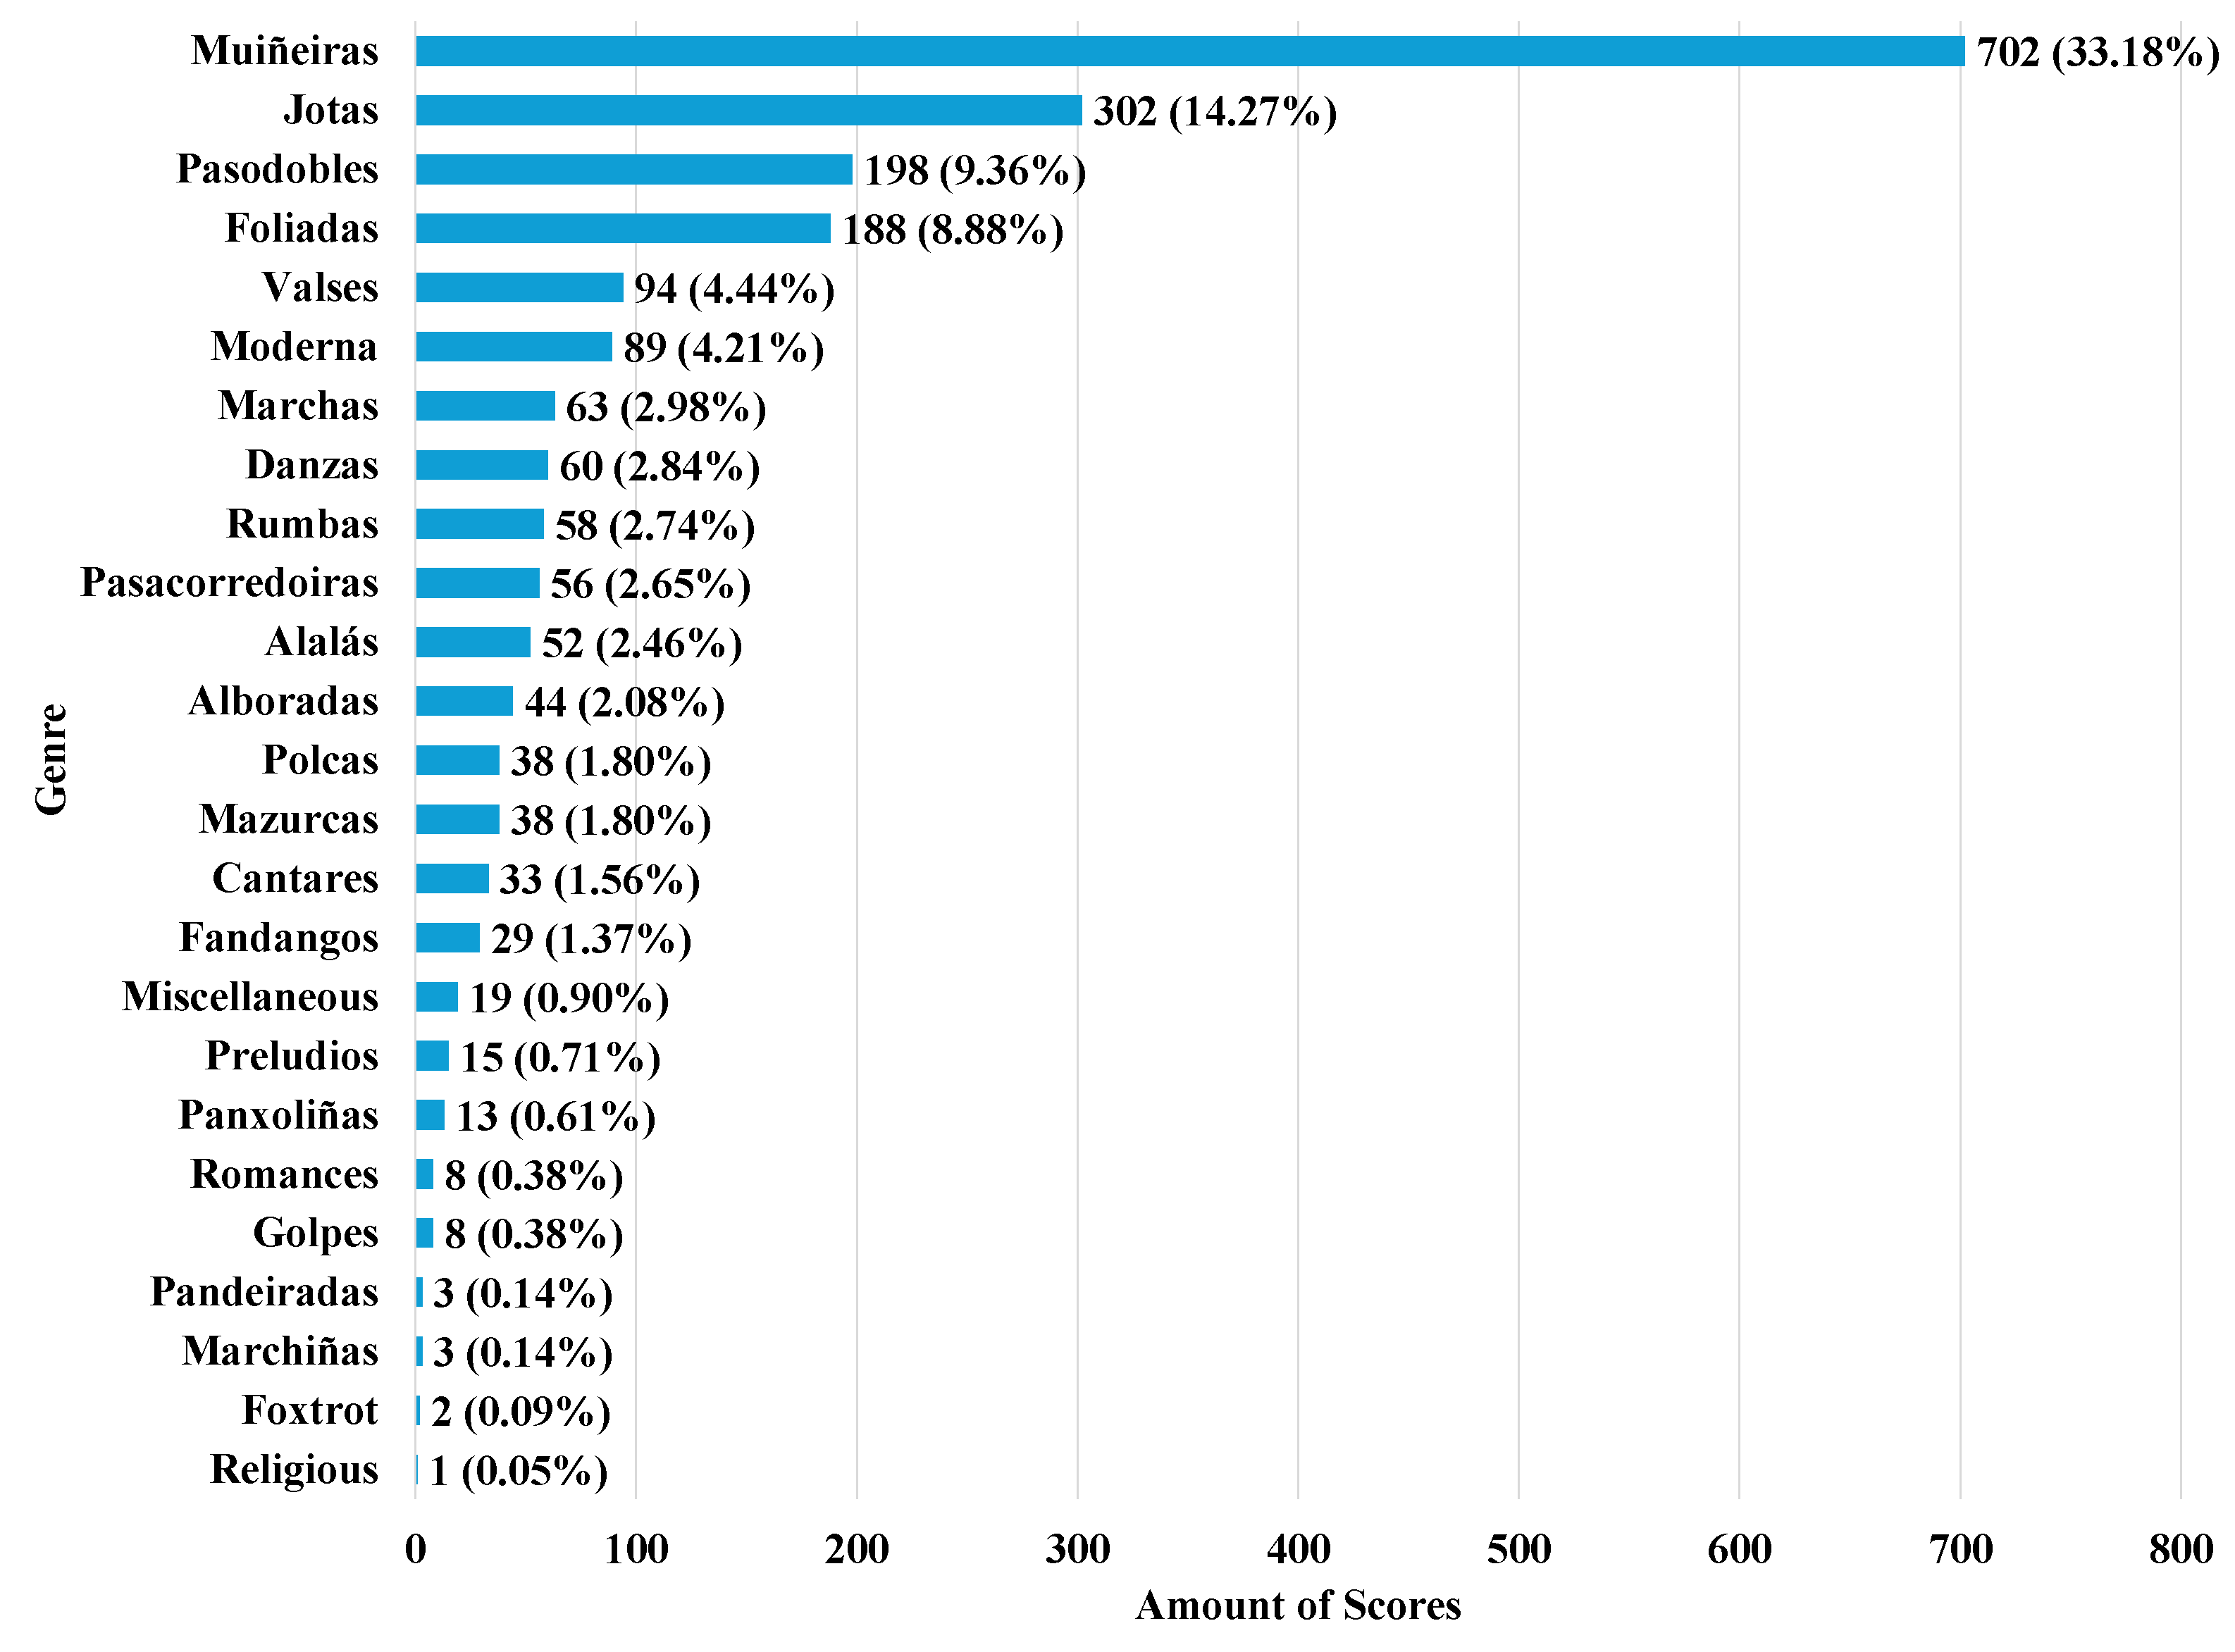 Muiñeiras 702 (33.18%)
Jotas 302 (14.27%)
Pasodobles 198 (9.36%)
Foliadas 188 (8.88%)
Valses 94 (4.44%)
Moderna 89 (4.21%)
Marchas 63 (2.98%)
Danzas 60 (2.84%)
Rumbas 58 (2.74%)
Pasacorredoiras 56 (2.65%)
Alalás 52 (2.46%)
Alboradas 44 (2.08%)
Polcas 38 (1.80%)
Mazurcas 38 (1.80%)
Cantares 33 (1.56%)
Fandangos 29 (1.37%)
Miscellaneous 19 (0.90%)
Preludios 15 (0.71%)
Panxoliñas 13 (0.61%)
Romances 8 (0.38%)
Golpes 8 (0.38%)
Pandeiradas 3 (0.14%)
Marchiñas 3 (0.14%)
Foxtrot 2 (0.09%)
Religious 1 (0.05%)
Genre
0 100 200 300 400 500 600 700 800
Amount of Scores